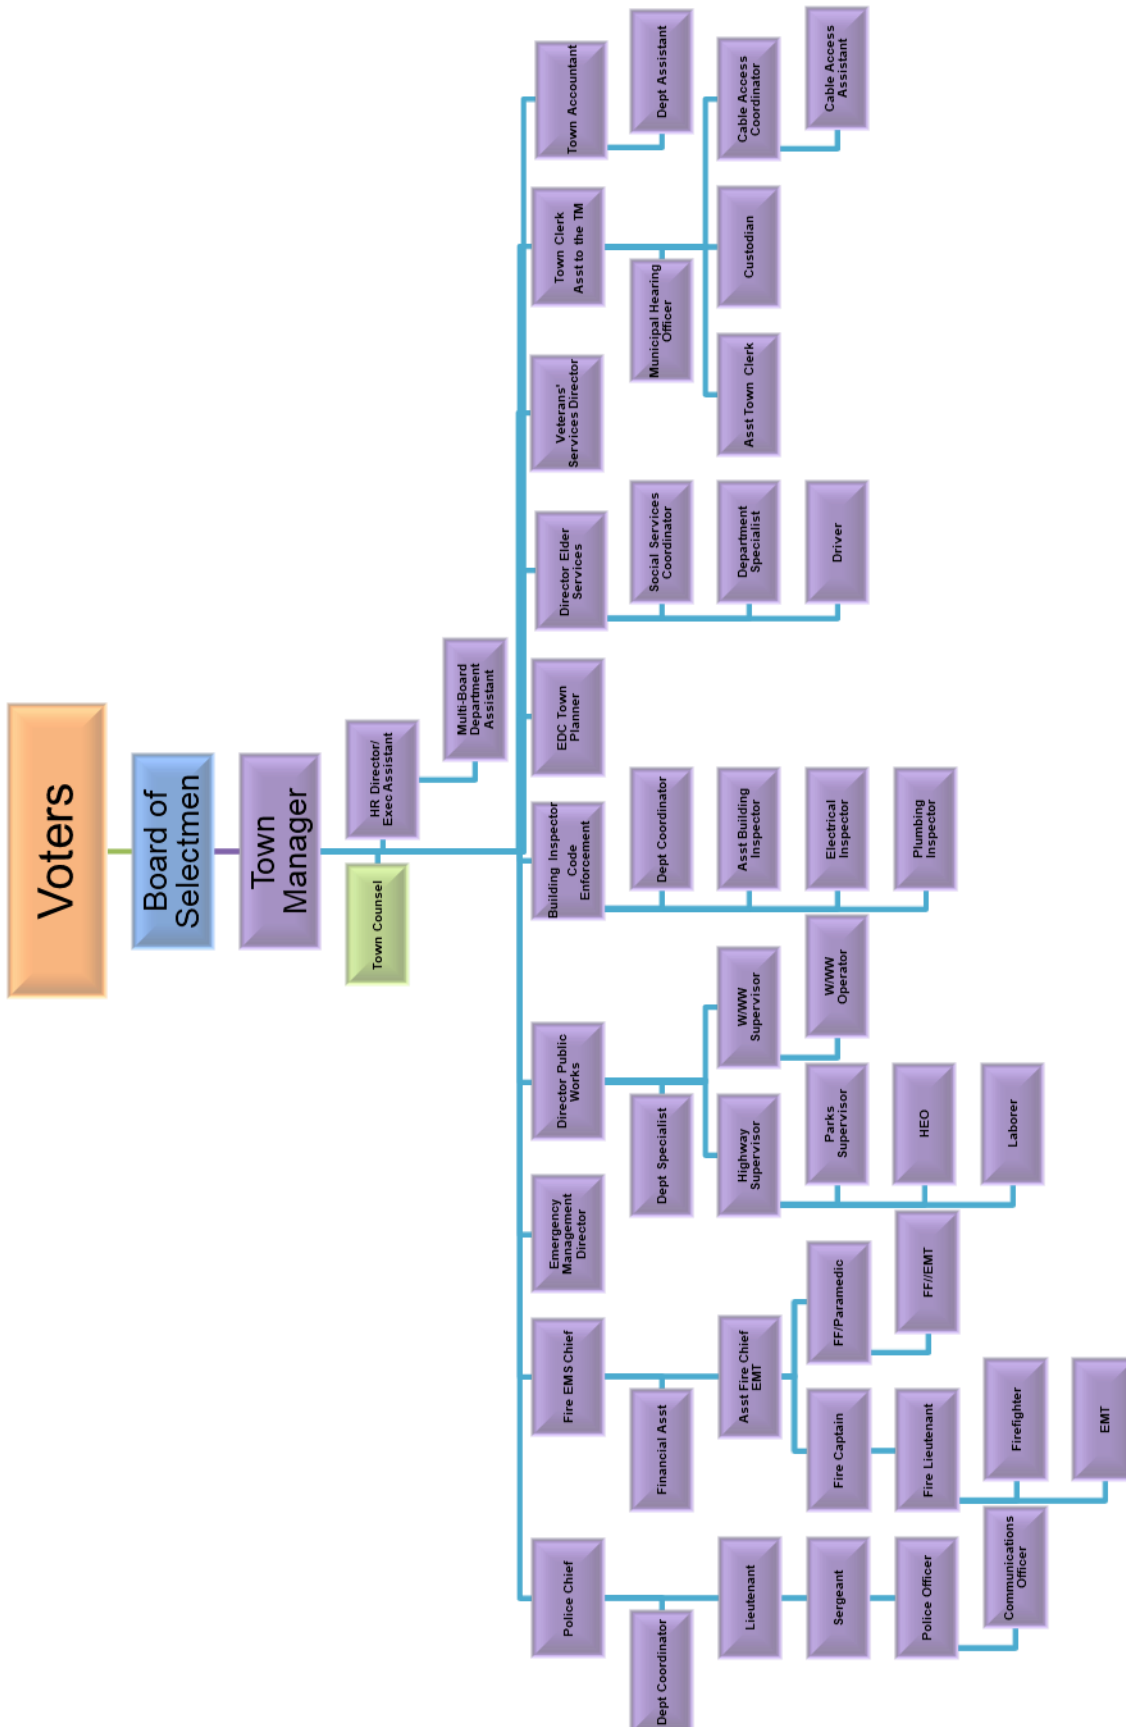 Voters
Board of
Selectmen
Town
Manager
Town Counsel
HR Director/
Exec Assistant
Multi-Board
Department
Assistant
Police Chief
Fire EMS Chief
Emergency
Management
Director
Director Public
Works
Building Inspector
Code
Enforcement
EDC Town
Planner
Director Elder
Services
Veterans'
Services Director
Town Clerk
Asst to the TM
Town Accountant
Dept Coordinator
Lieutenant
Sergeant
Police Officer
Communications
Officer
Financial Asst
Asst Fire Chief
EMT
Fire Captain
Fire Lieutenant
Firefighter
EMT
FF/Paramedic
FF//EMT
Dept Specialist
Highway
Supervisor
Parks
Supervisor
HEO
Laborer
W/WW
Supervisor
W/WW
Operator
Dept Coordinator
Asst Building
Inspector
Electrical
Inspector
Plumbing
Inspector
Social Services
Coordinator
Department
Specialist
Driver
Municipal Hearing
Officer
Asst Town Clerk
Custodian
Cable Access
Coordinator
Cable Access
Assistant
Dept Assistant